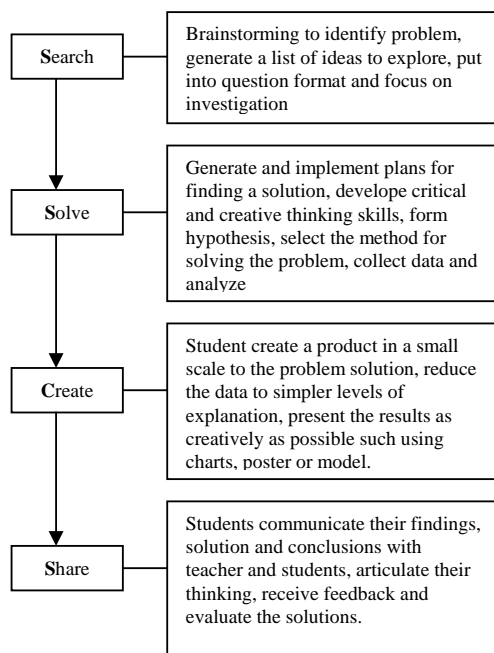 Search
Brainstorming to identify problem,
generate a list of ideas to explore, put
into question format and focus on
investigation
Solve
Generate and implement plans for
finding a solution, develope critical
and creative thinking skills, form
hypothesis, select the method for
solving the problem, collect data and
analyze
Create
Student create a product in a small
scale to the problem solution, reduce
the data to simpler levels of
explanation, present the results as
creatively as possible such using
charts, poster or model.
Share
Students communicate their findings,
solution and conclusions with
teacher and students, articulate their
thinking, receive feedback and
evaluate the solutions.